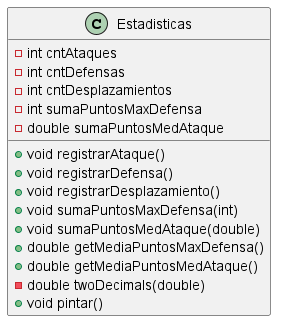 C Estadisticas
int cntAtaques
int cntDefensas
int cntDesplazamientos
int sumaPuntosMaxDefensa
double sumaPuntosMedAtaque
void registrarAtaque()
void registrarDefensa()
void registrarDesplazamiento()
void sumaPuntosMaxDefensa(int)
void sumaPuntosMedAtaque(double)
double getMediaPuntosMaxDefensa()
double getMediaPuntosMedAtaque()
double twoDecimals(double)
void pintar()